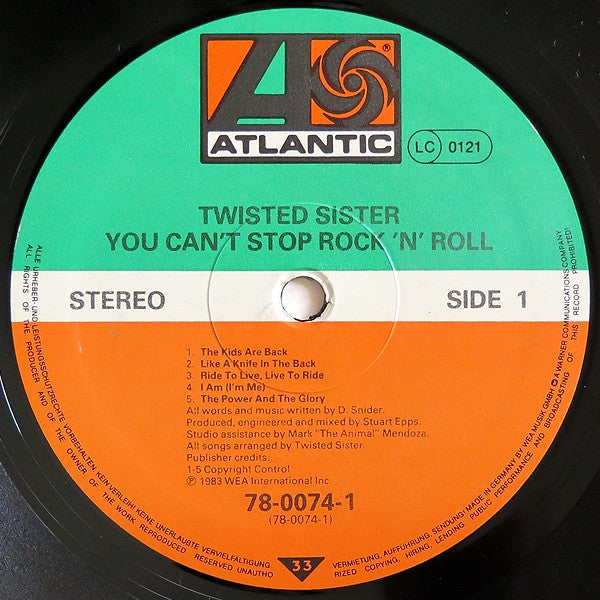 ATLANTIC
LC 0121
TWISTED SISTER
YOU CAN'T STOP ROCK 'N' ROLL
STEREO
SIDE 1
1. The Kids Are Back
2. Like A Knife In The Back
3. Ride To Live, Live To Ride
4. I Am (I'm Me)
5. The Power And The Glory
All words and music written by D. Snider.
Produced, engineered and mixed by Stuart Epps.
Studio assistance by Mark "The Animal" Mendoza.
All songs arranged by Twisted Sister.
Publisher credits:
1-5 Copyright Control
℗ 1983 WEA International Inc.
78-0074-1
(78-0074-1)
33
ALLE URHEBER- UND LEISTUNGSSCHUTZRECHTE VORBEHALTEN. KEIN VERLEIH! KEINE UNERLAUBTE VERVIELFÄLTIGUNG, VERMIETUNG, AUFFÜHRUNG, SENDUNG! MADE IN GERMANY BY WEA MUSIK GMBH A WARNER COMMUNICATIONS COMPANY
ALL RIGHTS OF THE PRODUCER AND OF THE OWNER OF THE WORK REPRODUCED RESERVED UNAUTHORIZED COPYING, HIRING, LENDING, PUBLIC PERFORMANCE AND BROADCASTING OF THIS RECORD PROHIBITED!